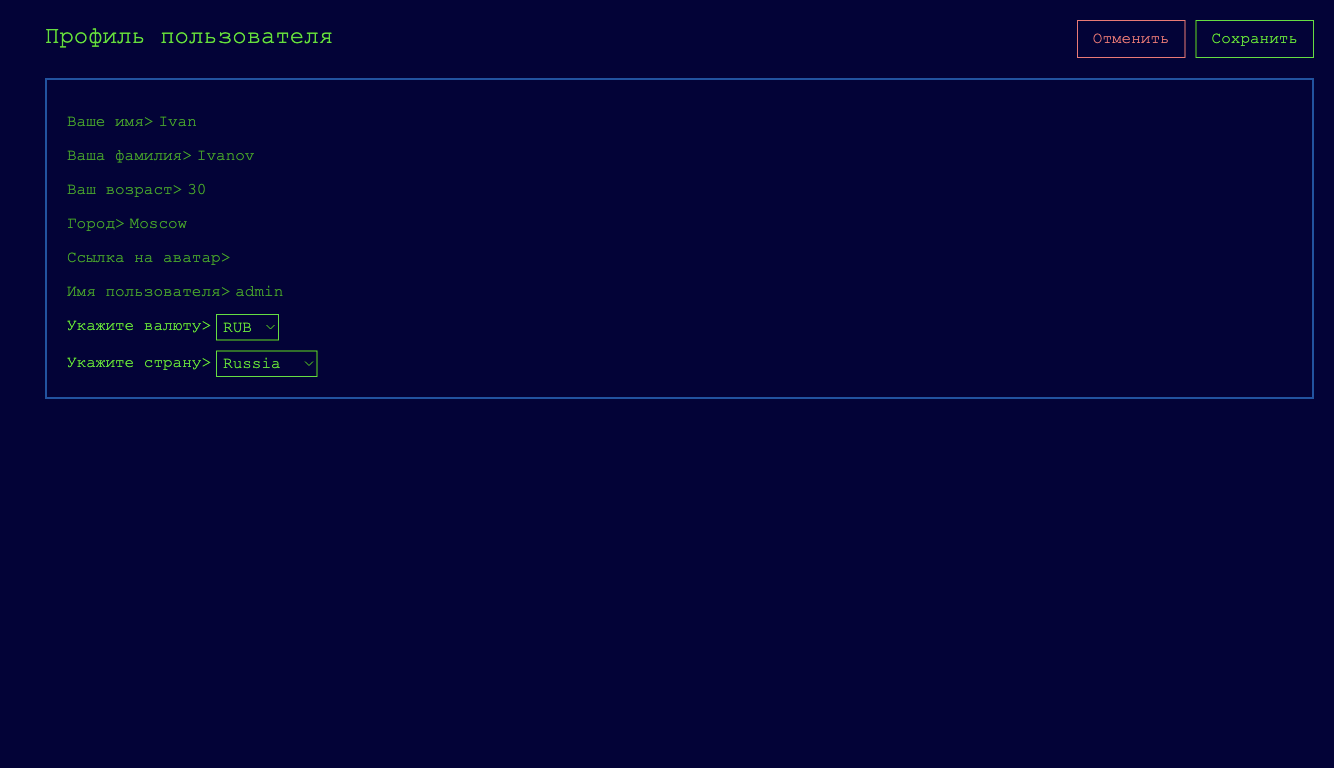 Профиль пользователя
Отменить
Сохранить
Ваше имя> Ivan
Ваша фамилия> Ivanov
Ваш возраст> 30
Город> Moscow
Ссылка на аватар>
Имя пользователя> admin
Укажите валюту> RUB
Укажите страну> Russia